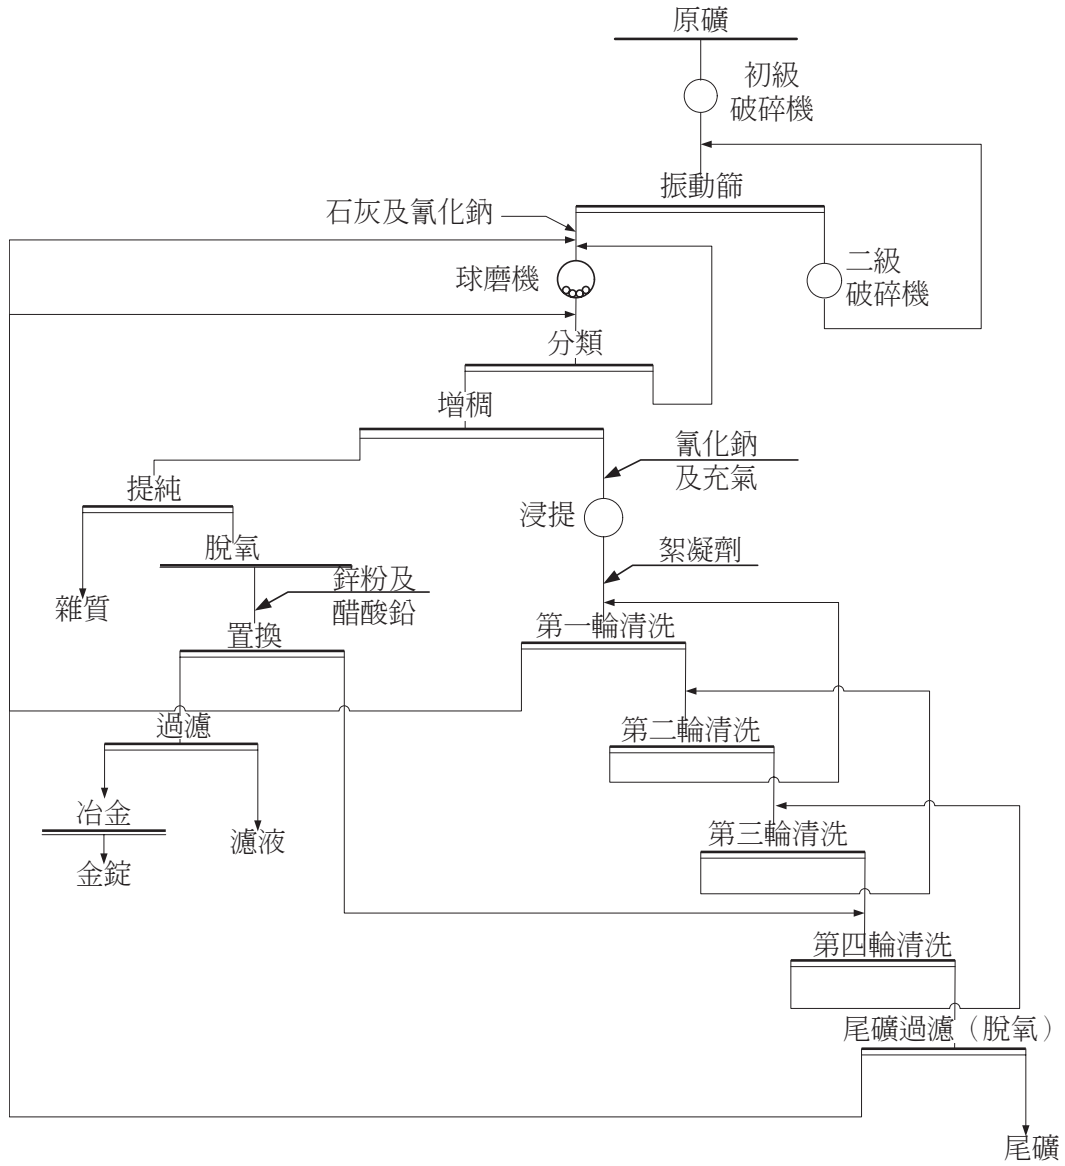 原礦
初級
破碎機
振動篩
石灰及氰化鈉
球磨機
二級
破碎機
分類
增稠
氰化鈉
及充氣
提純
浸提
脫氧
絮凝劑
鋅粉及
醋酸鉛
雜質
置換
第一輪清洗
過濾
第二輪清洗
冶金
濾液
第三輪清洗
金錠
第四輪清洗
尾礦過濾（脫氧）
尾礦